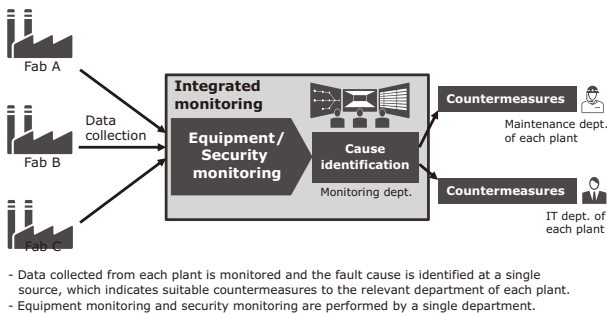 Fab A
Data
collection
Fab B
Fab C
Integrated
monitoring
Equipment/
Security
monitoring
Cause
identification
Monitoring dept.
Countermeasures
Maintenance dept.
of each plant
Countermeasures
IT dept. of
each plant
- Data collected from each plant is monitored and the fault cause is identified at a single
source, which indicates suitable countermeasures to the relevant department of each plant.
- Equipment monitoring and security monitoring are performed by a single department.